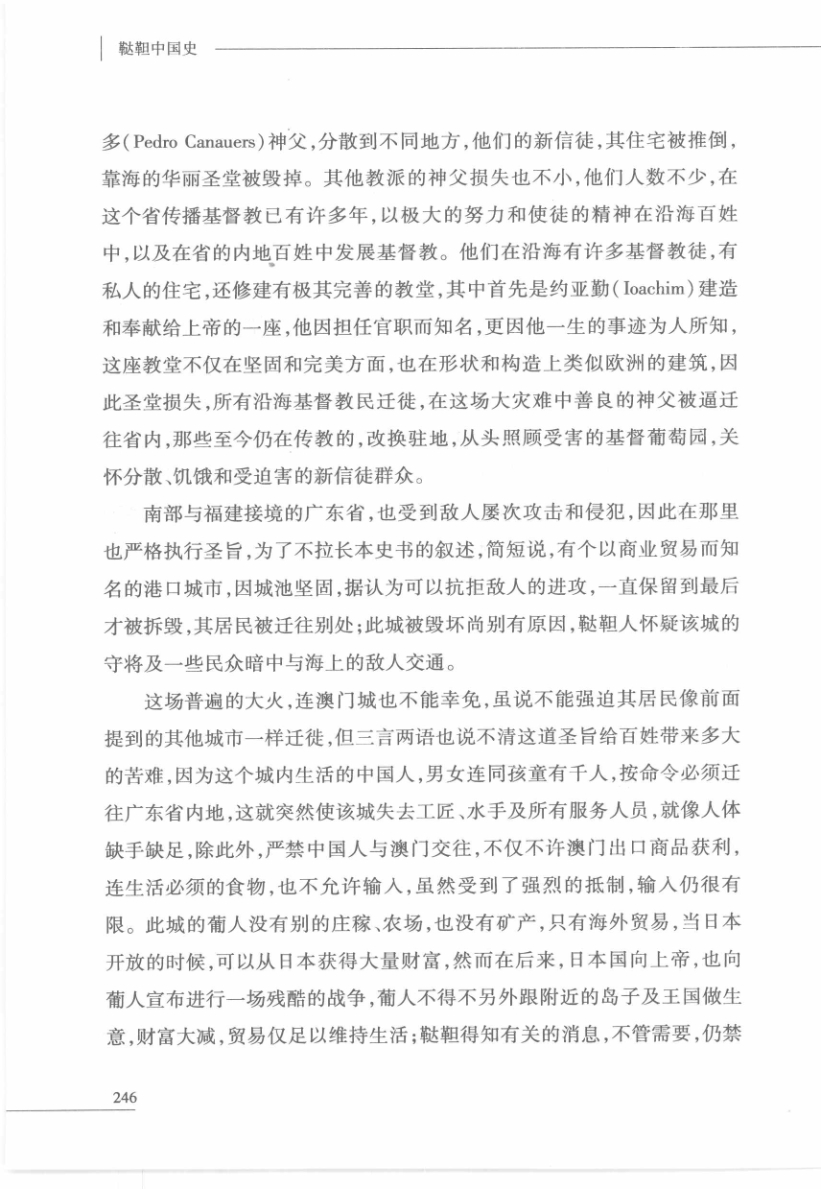 鞑靼中国史
多(Pedro Canauers)神父,分散到不同地方,他们的新信徒,其住宅被推倒,
靠海的华丽圣堂被毁掉。其他教派的神父损失也不小,他们人数不少,在
这个省传播基督教已有许多年,以极大的努力和使徒的精神在沿海百姓
中,以及在省的内地百姓中发展基督教。他们在沿海有许多基督教徒,有
私人的住宅,还修建有极其完善的教堂,其中首先是约亚勤(Ioachim)建造
和奉献给上帝的一座,他因担任官职而知名,更因他一生的事迹为人所知,
这座教堂不仅在坚固和完美方面,也在形状和构造上类似欧洲的建筑,因
此圣堂损失,所有沿海基督教民迁徙,在这场大灾难中善良的神父被逼迁
往省内,那些至今仍在传教的,改换驻地,从头照顾受害的基督葡萄园,关
怀分散、饥饿和受迫害的新信徒群众。
南部与福建接境的广东省,也受到敌人屡次攻击和侵犯,因此在那里
也严格执行圣旨,为了不拉长本史书的叙述,简短说,有个以商业贸易而知
名的港口城市,因城池坚固,据认为可以抗拒敌人的进攻,一直保留到最后
才被拆毁,其居民被迁往别处;此城被毁坏尚别有原因,鞑靼人怀疑该城的
守将及一些民众暗中与海上的敌人交通。
这场普遍的大火,连澳门城也不能幸免,虽说不能强迫其居民像前面
提到的其他城市一样迁徙,但三言两语也说不清这道圣旨给百姓带来多大
的苦难,因为这个城内生活的中国人,男女连同孩童有千人,按命令必须迁
往广东省内地,这就突然使该城失去工匠、水手及所有服务人员,就像人体
缺手缺足,除此外,严禁中国人与澳门交往,不仅不许澳门出口商品获利,
连生活必须的食物,也不允许输入,虽然受到了强烈的抵制,输入仍很有
限。此城的葡人没有别的庄稼、农场,也没有矿产,只有海外贸易,当日本
开放的时候,可以从日本获得大量财富,然而在后来,日本国向上帝,也向
葡人宣布进行一场残酷的战争,葡人不得不另外跟附近的岛子及王国做生
意,财富大减,贸易仅足以维持生活;鞑靼得知有关的消息,不管需要,仍禁
246